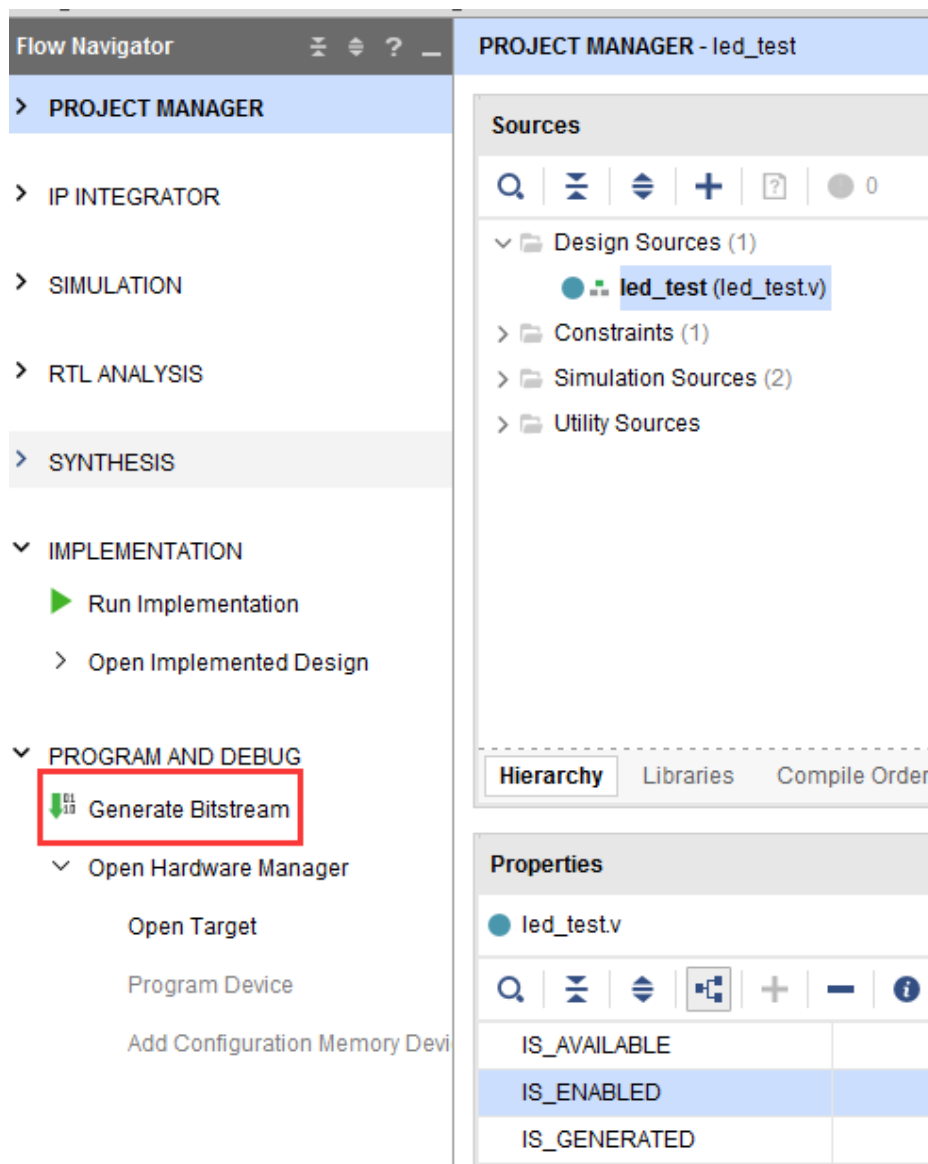 Flow Navigator ?
PROJECT MANAGER
IP INTEGRATOR
SIMULATION
RTL ANALYSIS
SYNTHESIS
IMPLEMENTATION
Run Implementation
Open Implemented Design
PROGRAM AND DEBUG
Generate Bitstream
Open Hardware Manager
Open Target
Program Device
Add Configuration Memory Devi
PROJECT MANAGER - led_test
Sources
? 0
Design Sources (1)
led_test (led_test.v)
Constraints (1)
Simulation Sources (2)
Utility Sources
Hierarchy Libraries Compile Order
Properties
led_test.v
IS_AVAILABLE
IS_ENABLED
IS_GENERATED